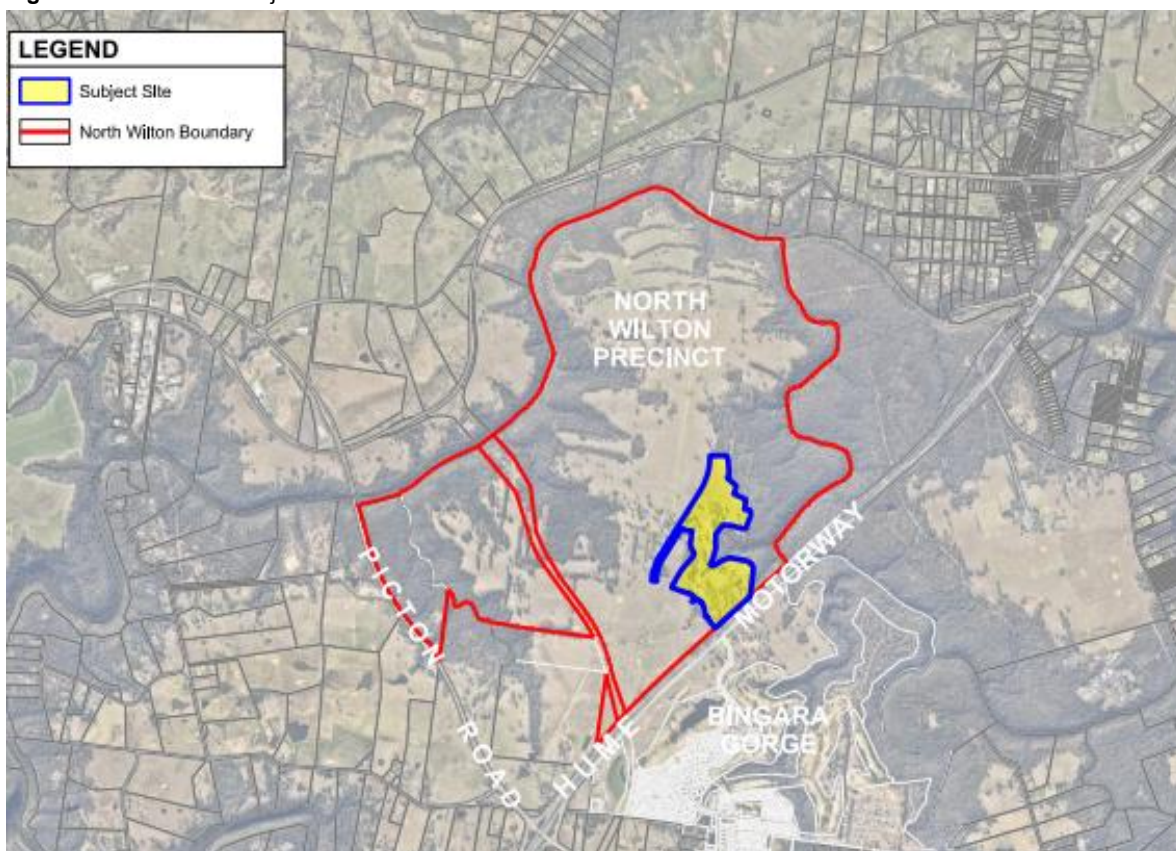 LEGEND
Subject Site
North Wilton Boundary
NORTH
WILTON
PRECINCT
PICTON ROAD
HUME MOTORWAY
BINGARA
GORGE